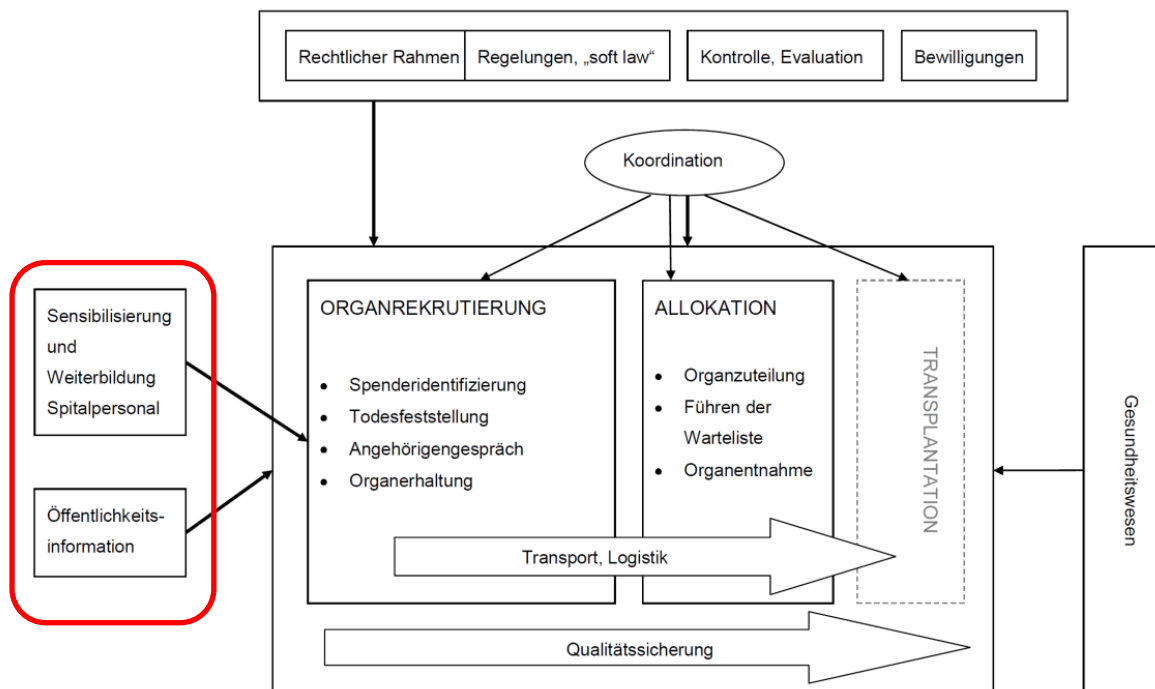 Rechtlicher Rahmen
Regelungen, „soft law“
Kontrolle, Evaluation
Bewilligungen
Koordination
Sensibilisierung
und
Weiterbildung
Spitalpersonal
Öffentlichkeits-
information
ORGANREKRUTIERUNG
• Spenderidentifizierung
• Todesfeststellung
• Angehörigengespräch
• Organerhaltung
ALLOKATION
• Organzuteilung
• Führen der
Warteliste
• Organentnahme
TRANSPLANTATION
Transport, Logistik
Qualitätssicherung
Gesundheitswesen